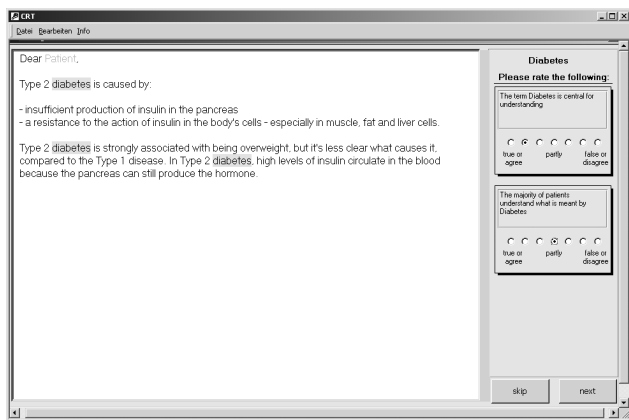 CRT
Datei Bearbeiten Info
Dear Patient,
Type 2 diabetes is caused by:
- insufficient production of insulin in the pancreas
- a resistance to the action of insulin in the body's cells - especially in muscle, fat and liver cells.
Type 2 diabetes is strongly associated with being overweight, but it's less clear what causes it,
compared to the Type 1 disease. In Type 2 diabetes, high levels of insulin circulate in the blood
because the pancreas can still produce the hormone.
Diabetes
Please rate the following:
The term Diabetes is central for
understanding
true or agree partly false or disagree
The majority of patients
understand what is meant by
Diabetes
true or agree partly false or disagree
skip next